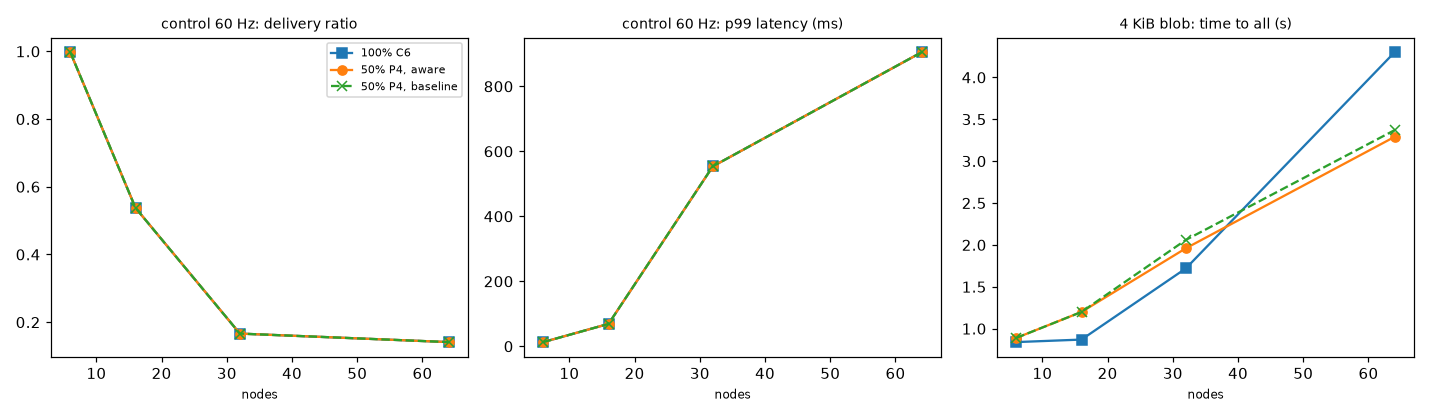 control 60 Hz: delivery ratio
1.0
0.8
0.6
0.4
0.2
10 20 30 40 50 60
nodes
100% C6
50% P4, aware
50% P4, baseline
control 60 Hz: p99 latency (ms)
800
600
400
200
0
10 20 30 40 50 60
nodes
4 KiB blob: time to all (s)
4.0
3.5
3.0
2.5
2.0
1.5
1.0
10 20 30 40 50 60
nodes